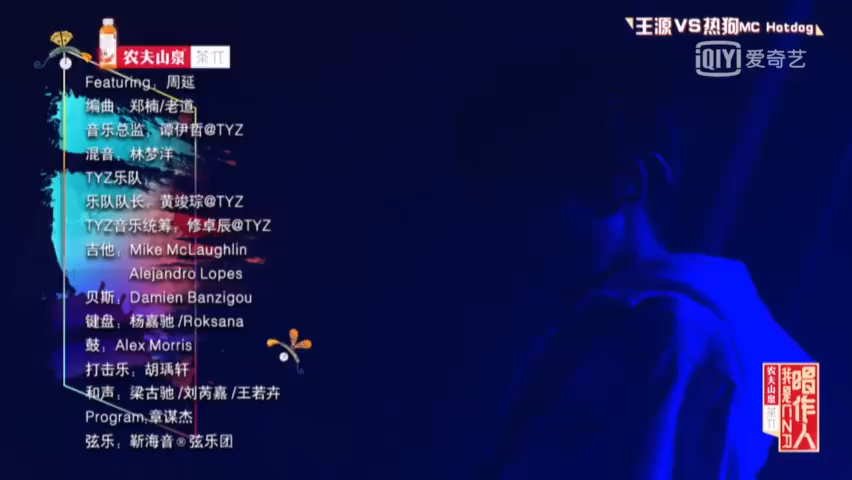 王源VS热狗MC Hotdog
iQIYI 爱奇艺
农夫山泉 茶π
Featuring：周延
编曲：郑楠/老道
音乐总监：谭伊哲@TYZ
混音：林梦洋
TYZ乐队：
乐队队长：黄竣琮@TYZ
TYZ音乐统筹：修卓辰@TYZ
吉他：Mike McLaughlin
Alejandro Lopes
贝斯：Damien Banzigou
键盘：杨嘉驰/Roksana
鼓：Alex Morris
打击乐：胡瑀轩
和声：梁古驰/刘芮嘉/王若卉
Program:章谋杰
弦乐：靳海音®弦乐团
农夫山泉 茶π
我是唱作人
CZR